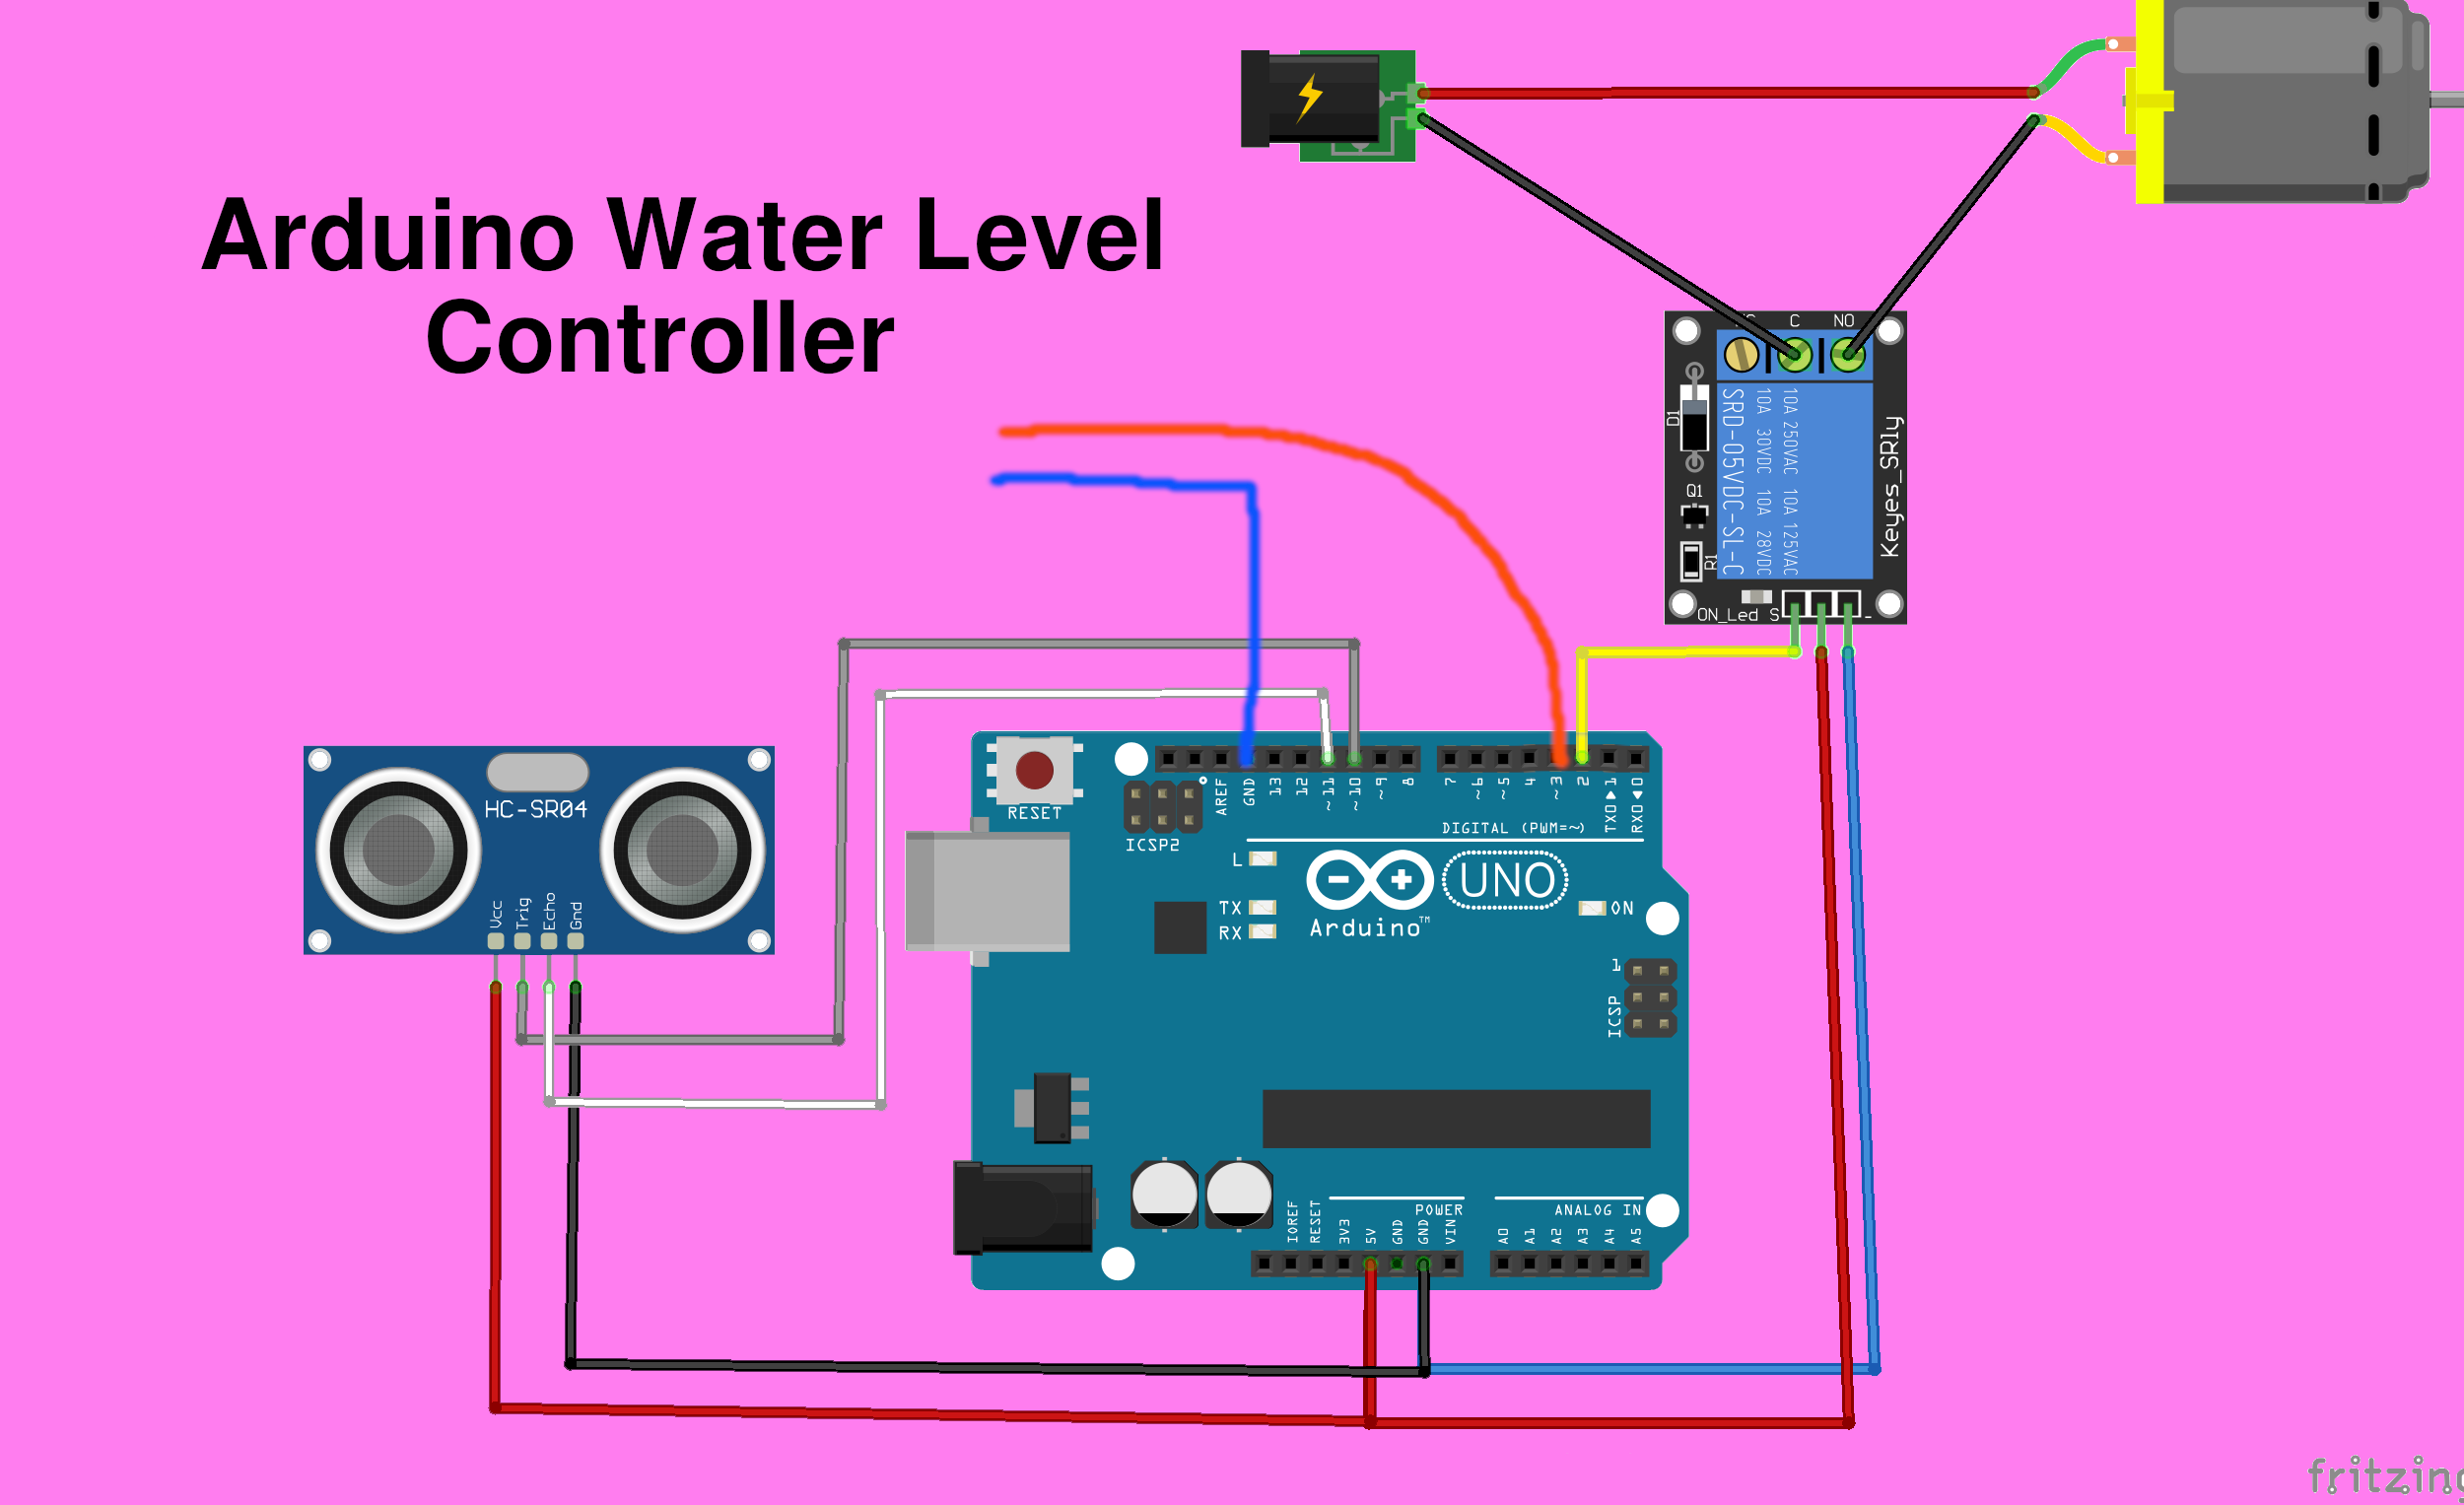 Arduino Water Level
Controller
C
NO
D1
SRD-05VDC-SL-C
10A 30VDC 10A 28VDC
10A 250VAC 10A 125VAC
Keyes_SRly
Q1
R1
ON_Led S
-
HC-SR04
Vcc
Trig
Echo
Gnd
RESET
ICSP2
AREF
GND
13
12
~11
~10
~9
8
7
~6
~5
4
~3
2
TX0▶1
RX0◀0
DIGITAL (PWM=~)
L
TX
RX
UNO
Arduino™
ON
1
ICSP
POWER
ANALOG IN
IOREF
RESET
3V3
5V
GND
GND
VIN
A0
A1
A2
A3
A4
A5